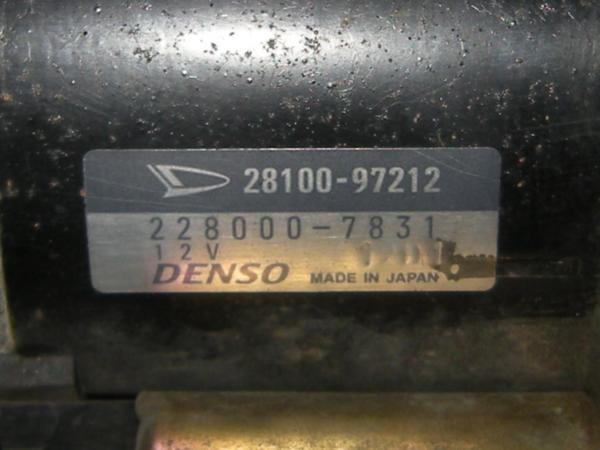 28100-97212
228000-7831
12V
DENSO MADE IN JAPAN